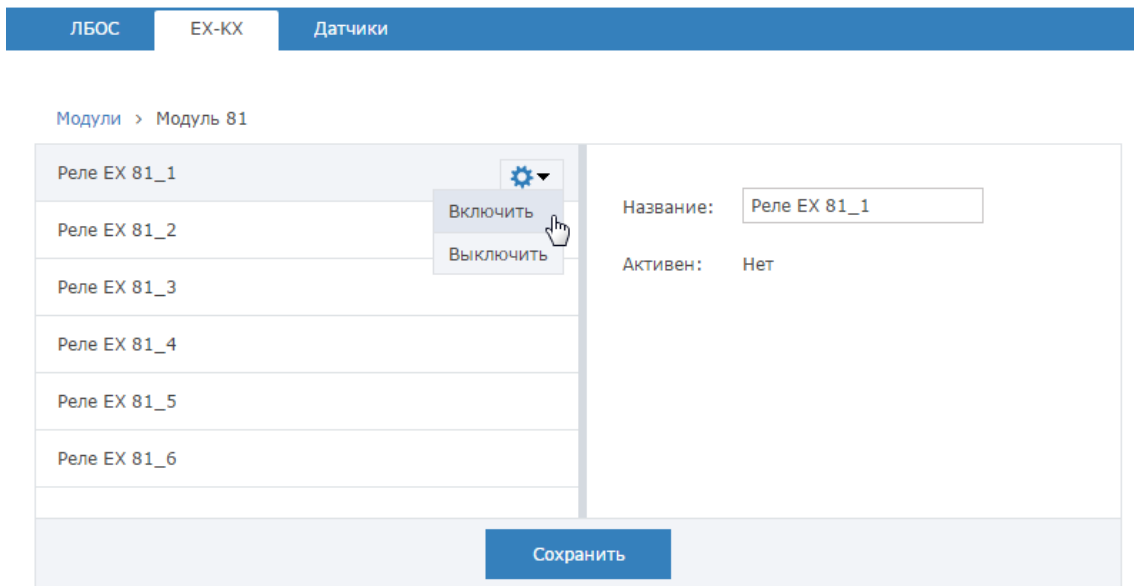 ЛБОС EX-KX Датчики
Модули > Модуль 81
Реле EX 81_1
Включить
Выключить
Реле EX 81_2
Реле EX 81_3
Реле EX 81_4
Реле EX 81_5
Реле EX 81_6
Название: Реле EX 81_1
Активен: Нет
Сохранить